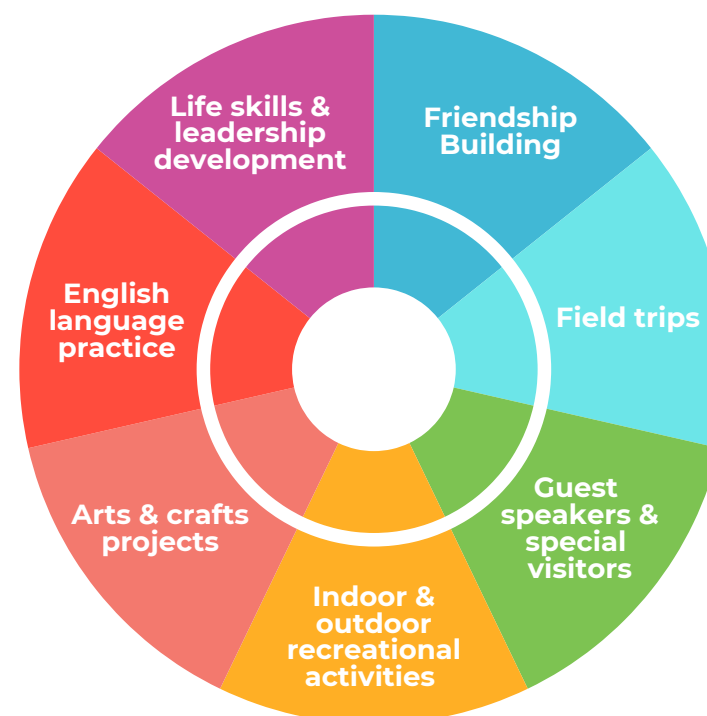 Life skills &
leadership
development
Friendship
Building
English
language
practice
Field trips
Arts & crafts
projects
Guest
speakers &
special
visitors
Indoor &
outdoor
recreational
activities